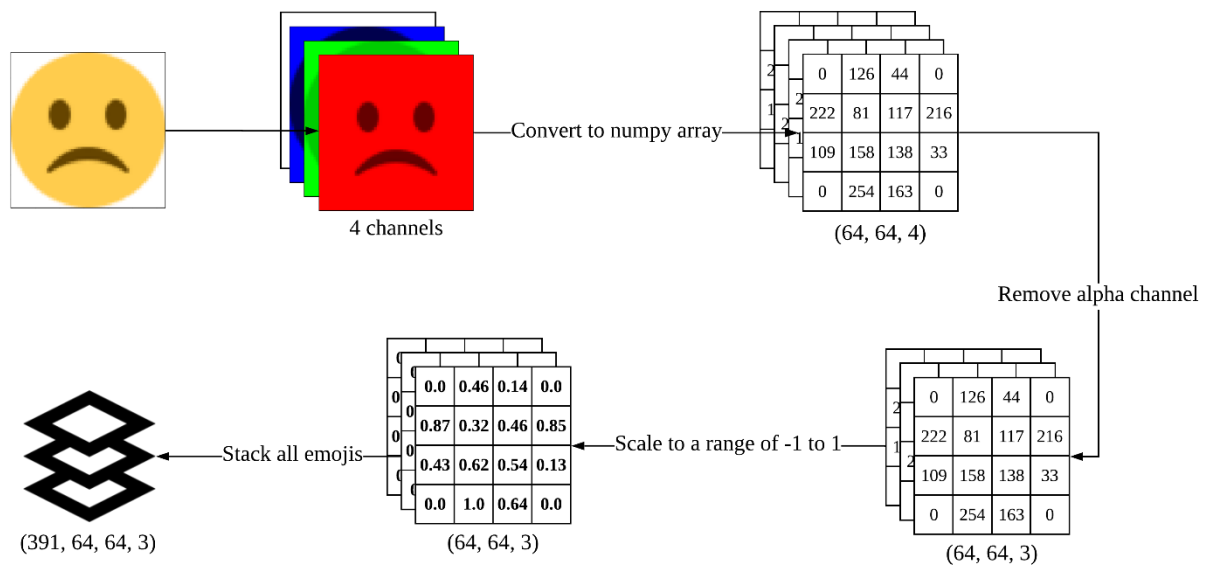 4 channels
Convert to numpy array
0 126 44 0
222 81 117 216
109 158 138 33
0 254 163 0
(64, 64, 4)
Remove alpha channel
0 126 44 0
222 81 117 216
109 158 138 33
0 254 163 0
(64, 64, 3)
Scale to a range of -1 to 1
0.0 0.46 0.14 0.0
0.87 0.32 0.46 0.85
0.43 0.62 0.54 0.13
0.0 1.0 0.64 0.0
(64, 64, 3)
Stack all emojis
(391, 64, 64, 3)